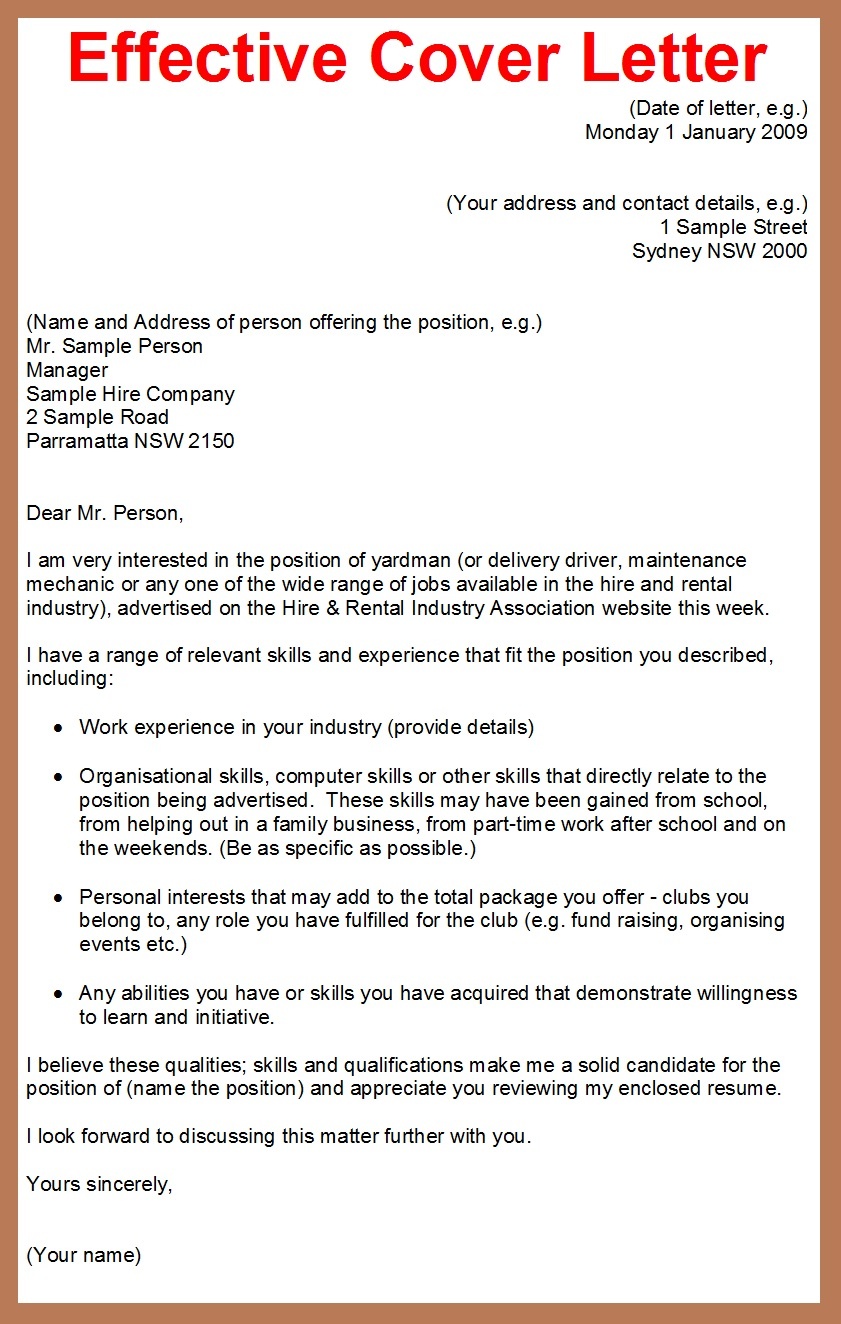 Effective Cover Letter
(Date of letter, e.g.)
Monday 1 January 2009
(Your address and contact details, e.g.)
1 Sample Street
Sydney NSW 2000
(Name and Address of person offering the position, e.g.)
Mr. Sample Person
Manager
Sample Hire Company
2 Sample Road
Parramatta NSW 2150
Dear Mr. Person,
I am very interested in the position of yardman (or delivery driver, maintenance
mechanic or any one of the wide range of jobs available in the hire and rental
industry), advertised on the Hire & Rental Industry Association website this week.
I have a range of relevant skills and experience that fit the position you described,
including:
• Work experience in your industry (provide details)
• Organisational skills, computer skills or other skills that directly relate to the
position being advertised.  These skills may have been gained from school,
from helping out in a family business, from part-time work after school and on
the weekends. (Be as specific as possible.)
• Personal interests that may add to the total package you offer - clubs you
belong to, any role you have fulfilled for the club (e.g. fund raising, organising
events etc.)
• Any abilities you have or skills you have acquired that demonstrate willingness
to learn and initiative.
I believe these qualities; skills and qualifications make me a solid candidate for the
position of (name the position) and appreciate you reviewing my enclosed resume.
I look forward to discussing this matter further with you.
Yours sincerely,
(Your name)